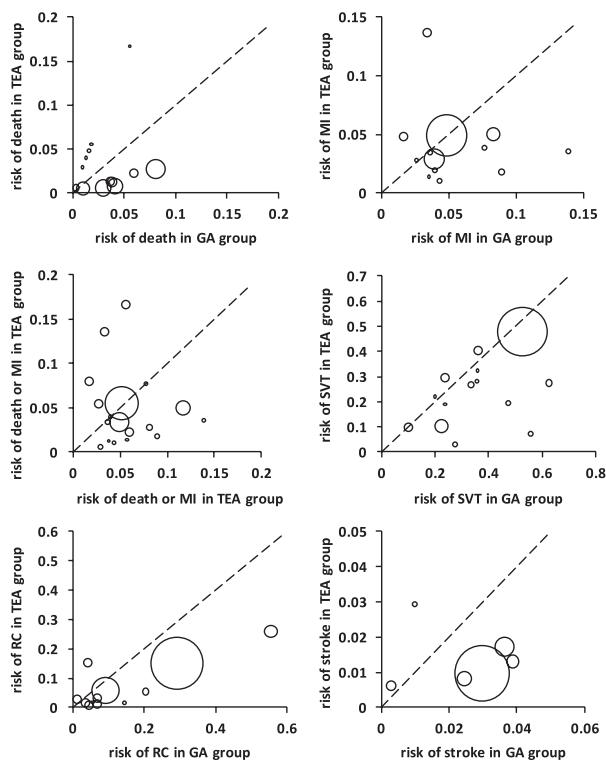 risk of death in TEA group
0.2
0.15
0.1
0.05
0
0 0.05 0.1 0.15 0.2
risk of death in GA group
risk of MI in TEA group
0.15
0.1
0.05
0
0 0.05 0.1 0.15
risk of MI in GA group
risk of death or MI in TEA group
0.2
0.15
0.1
0.05
0
0 0.05 0.1 0.15 0.2
risk of death or MI in TEA group
risk of SVT in TEA group
0.7
0.6
0.5
0.4
0.3
0.2
0.1
0
0 0.2 0.4 0.6 0.8
risk of SVT in GA group
risk of RC in TEA group
0.6
0.5
0.4
0.3
0.2
0.1
0
0 0.2 0.4 0.6
risk of RC in GA group
risk of stroke in TEA group
0.05
0.04
0.03
0.02
0.01
0
0 0.02 0.04 0.06
risk of stroke in GA group